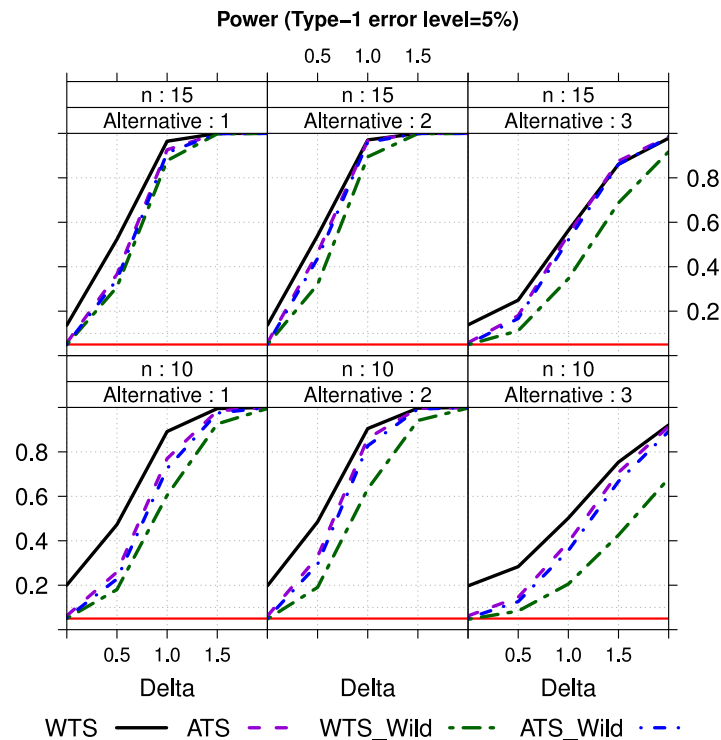 Power (Type-1 error level=5%)
0.5 1.0 1.5
n : 15 n : 15 n : 15
Alternative : 1 Alternative : 2 Alternative : 3
0.8
0.6
0.4
0.2
n : 10 n : 10 n : 10
Alternative : 1 Alternative : 2 Alternative : 3
0.8
0.6
0.4
0.2
0.5 1.0 1.5 0.5 1.0 1.5
Delta Delta Delta
WTS ATS WTS_Wild ATS_Wild